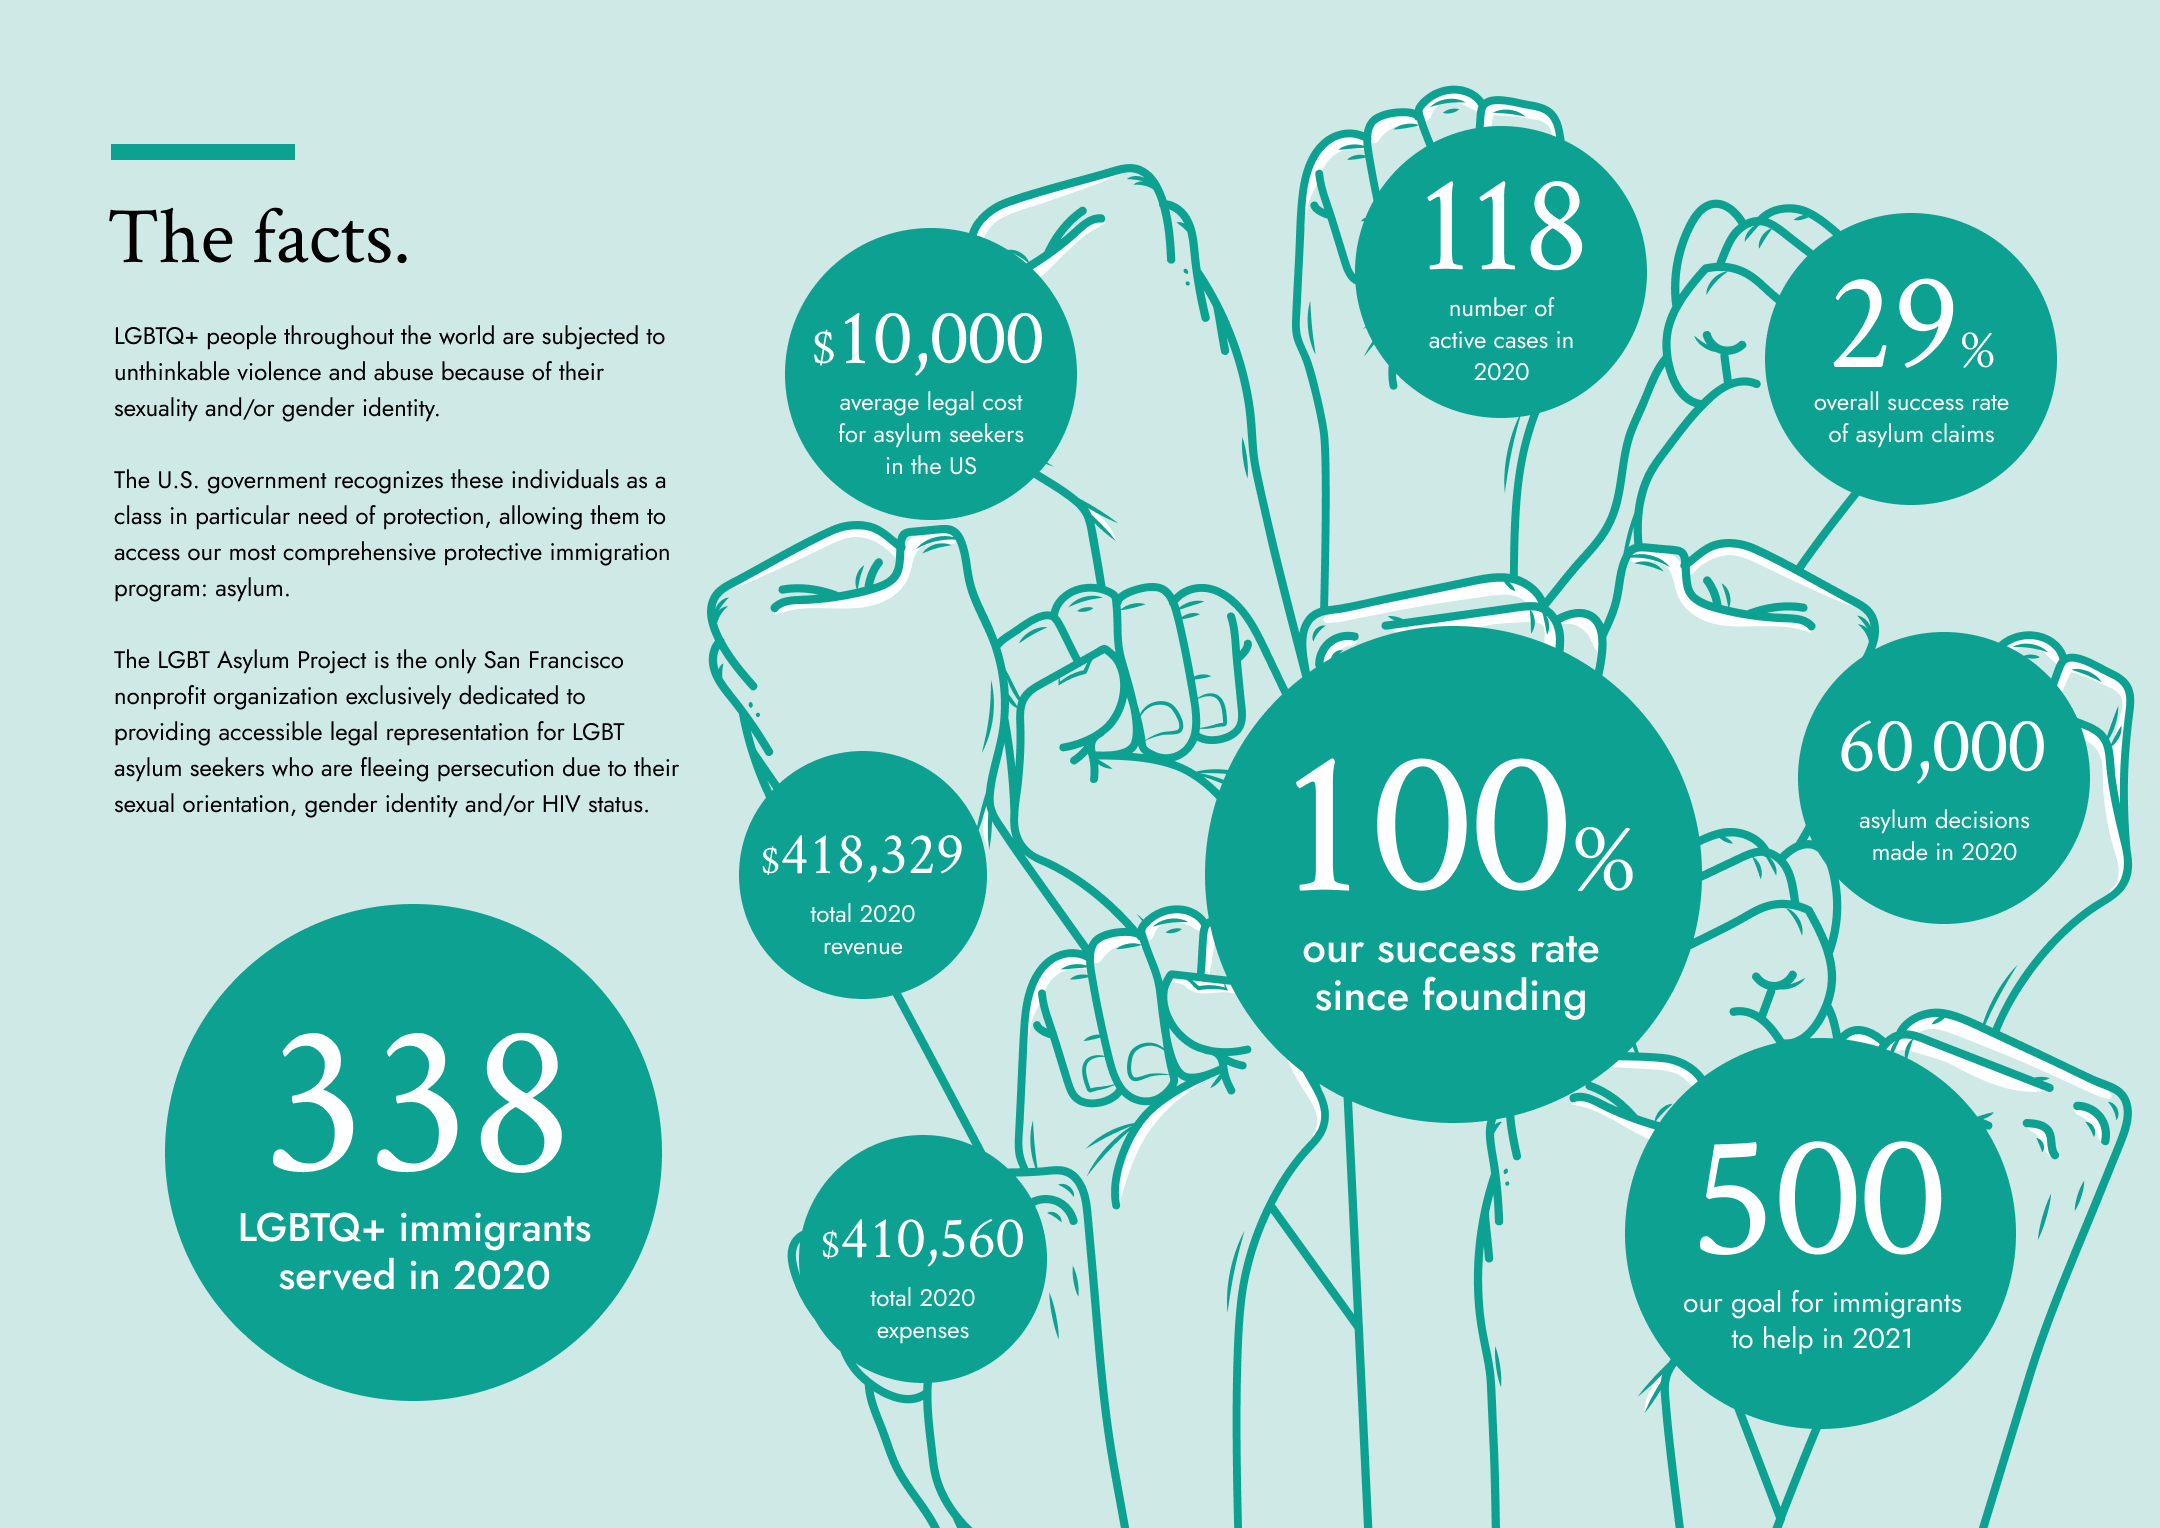 The facts.
LGBTQ+ people throughout the world are subjected to
unthinkable violence and abuse because of their
sexuality and/or gender identity.
The U.S. government recognizes these individuals as a
class in particular need of protection, allowing them to
access our most comprehensive protective immigration
program: asylum.
The LGBT Asylum Project is the only San Francisco
nonprofit organization exclusively dedicated to
providing accessible legal representation for LGBT
asylum seekers who are fleeing persecution due to their
sexual orientation, gender identity and/or HIV status.
338
LGBTQ+ immigrants
served in 2020
$10,000
average legal cost
for asylum seekers
in the US
118
number of
active cases in
2020
29%
overall success rate
of asylum claims
$418,329
total 2020
revenue
100%
our success rate
since founding
60,000
asylum decisions
made in 2020
$410,560
total 2020
expenses
500
our goal for immigrants
to help in 2021